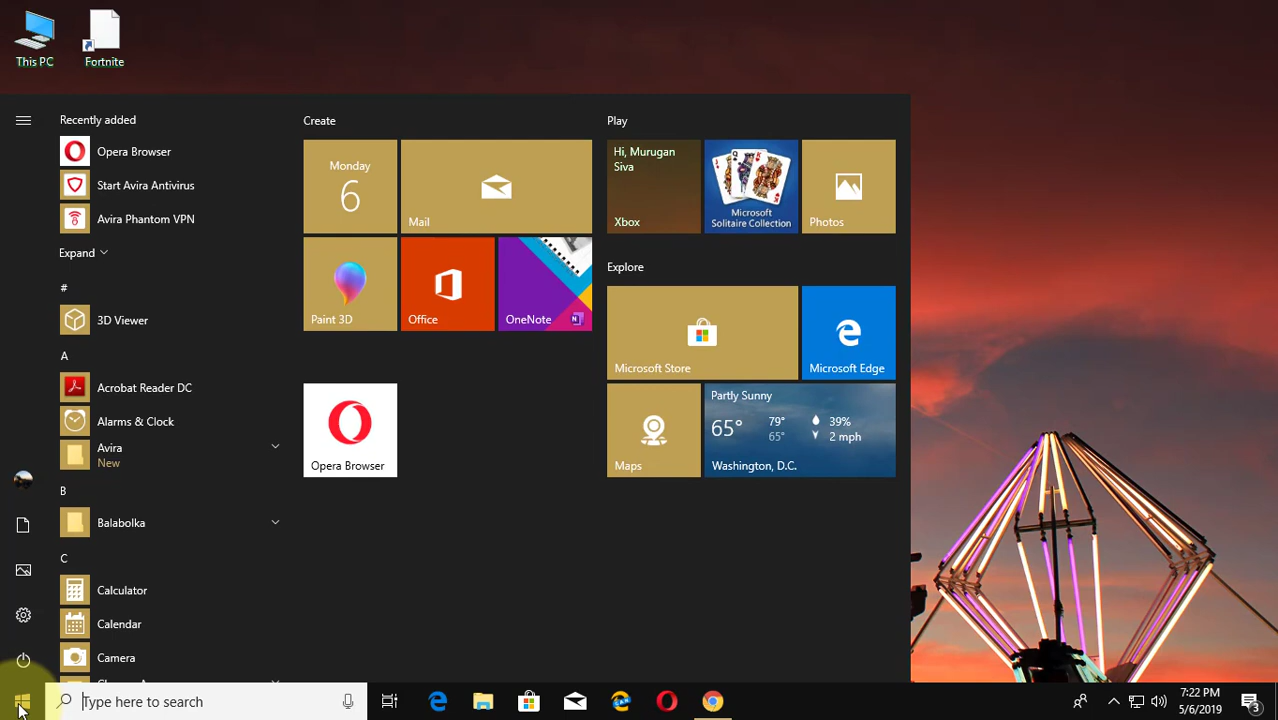 This PC
Fortnite
Recently added
Opera Browser
Start Avira Antivirus
Avira Phantom VPN
Expand
#
3D Viewer
A
Acrobat Reader DC
Alarms & Clock
Avira
New
B
Balabolka
C
Calculator
Calendar
Camera
Create
Monday
6
Mail
Paint 3D
Office
OneNote
Opera Browser
Play
Hi, Murugan
Siva
Xbox
Microsoft
Solitaire Collection
Photos
Explore
Microsoft Store
Microsoft Edge
Maps
Partly Sunny
65° 79° 39%
65° 2 mph
Washington, D.C.
Type here to search
7:22 PM
5/6/2019
3